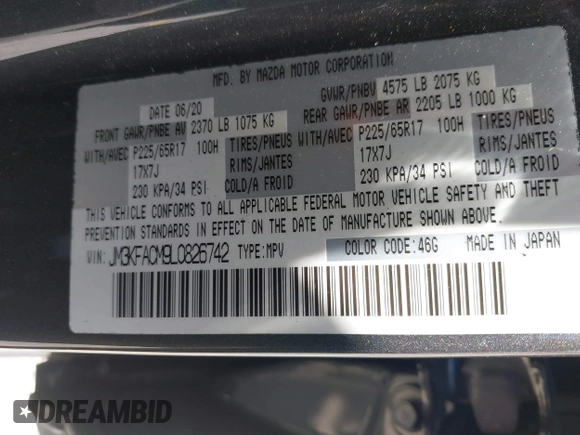 MFD. BY MAZDA MOTOR CORPORATION
DATE 06/20 GVWR/PNBV 4575 LB 2075 KG
FRONT GAWR/PNBE AV 2370 LB 1075 KG REAR GAWR/PNBE AR 2205 LB 1000 KG
WITH/AVEC P225/65R17 100H TIRES/PNEUS WITH/AVEC P225/65R17 100H TIRES/PNEUS
17X7J RIMS/JANTES 17X7J RIMS/JANTES
230 KPA/34 PSI COLD/A FROID 230 KPA/34 PSI COLD/A FROID
THIS VEHICLE CONFORMS TO ALL APPLICABLE FEDERAL MOTOR VEHICLE SAFETY AND THEFT
PREVENTION STANDARDS IN EFFECT ON THE DATE OF MANUFACTURE SHOWN ABOVE.
VIN: JM3KFACM9L0826742 TYPE:MPV COLOR CODE:46G MADE IN JAPAN
DREAMBID